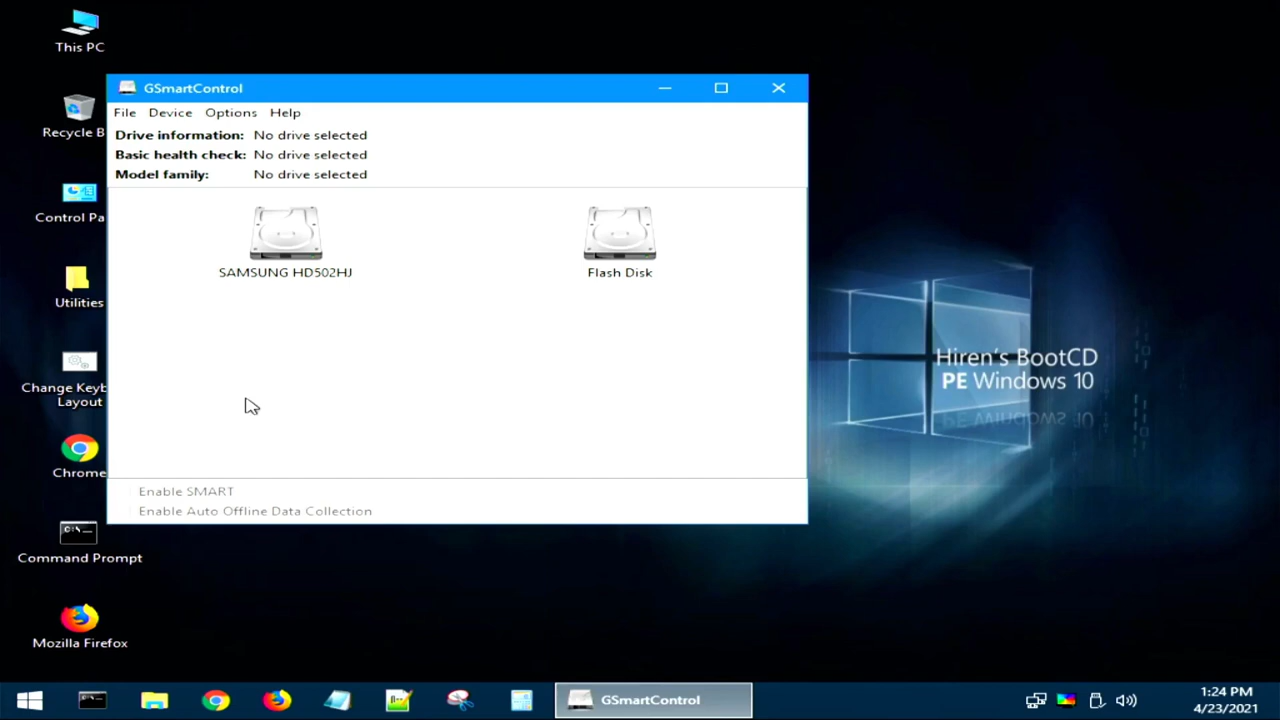 This PC
Recycle B
Control Pa
Utilities
Change Keyb
Layout
Chrome
Command Prompt
Mozilla Firefox
GSmartControl
File Device Options Help
Drive information: No drive selected
Basic health check: No drive selected
Model family: No drive selected
SAMSUNG HD502HJ
Flash Disk
Enable SMART
Enable Auto Offline Data Collection
Hiren's BootCD
PE Windows 10
GSmartControl
1:24 PM
4/23/2021